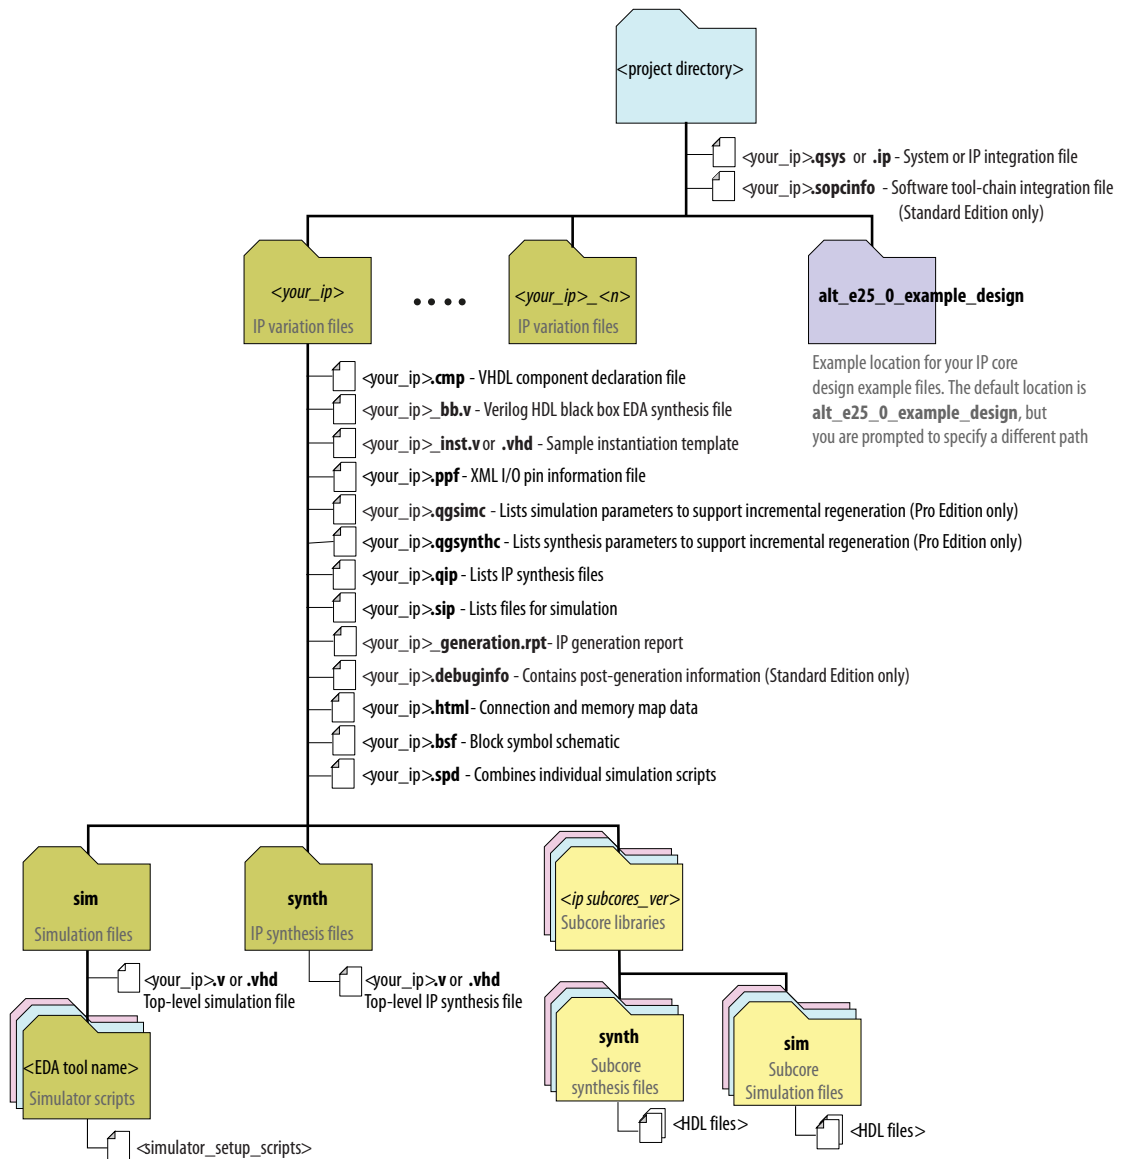 <project directory>
<your_ip>.qsys or .ip - System or IP integration file
<your_ip>.sopcinfo - Software tool-chain integration file
(Standard Edition only)
<your_ip>
IP variation files
....
<your_ip>_<n>
IP variation files
alt_e25_0_example_design
Example location for your IP core
design example files. The default location is
alt_e25_0_example_design, but
you are prompted to specify a different path
<your_ip>.cmp - VHDL component declaration file
<your_ip>_bb.v - Verilog HDL black box EDA synthesis file
<your_ip>_inst.v or .vhd - Sample instantiation template
<your_ip>.ppf - XML I/O pin information file
<your_ip>.qgsimc - Lists simulation parameters to support incremental regeneration (Pro Edition only)
<your_ip>.qgsynthc - Lists synthesis parameters to support incremental regeneration (Pro Edition only)
<your_ip>.qip - Lists IP synthesis files
<your_ip>.sip - Lists files for simulation
<your_ip>_generation.rpt- IP generation report
<your_ip>.debuginfo - Contains post-generation information (Standard Edition only)
<your_ip>.html- Connection and memory map data
<your_ip>.bsf - Block symbol schematic
<your_ip>.spd - Combines individual simulation scripts
sim
Simulation files
synth
IP synthesis files
<ip subcores_ver>
Subcore libraries
<your_ip>.v or .vhd
Top-level simulation file
<your_ip>.v or .vhd
Top-level IP synthesis file
<EDA tool name>
Simulator scripts
<simulator_setup_scripts>
synth
Subcore
synthesis files
<HDL files>
sim
Subcore
Simulation files
<HDL files>